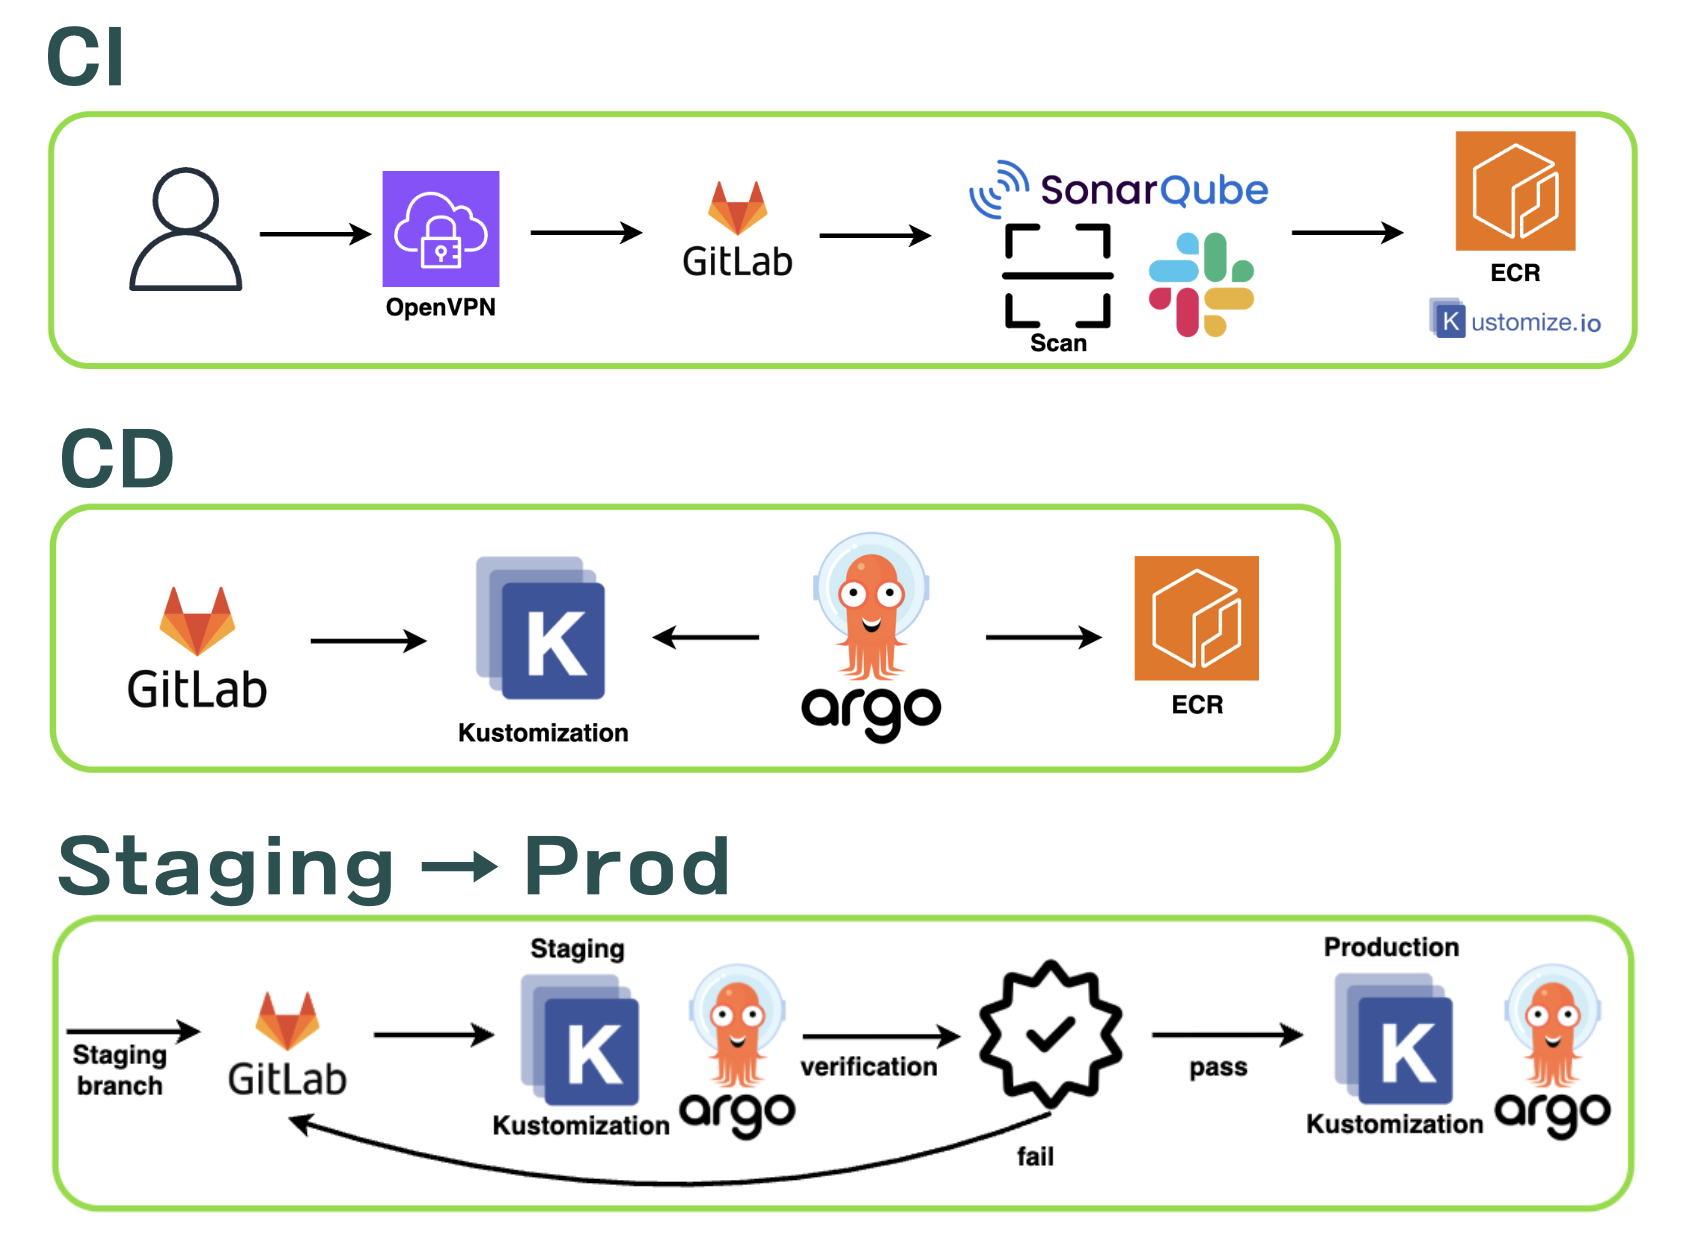 CI
OpenVPN
GitLab
SonarQube
Scan
ECR
Kustomize.io
CD
GitLab
K
Kustomization
argo
ECR
Staging → Prod
Staging
branch
GitLab
Staging
K
Kustomization
argo
verification
fail
pass
Production
K
Kustomization
argo